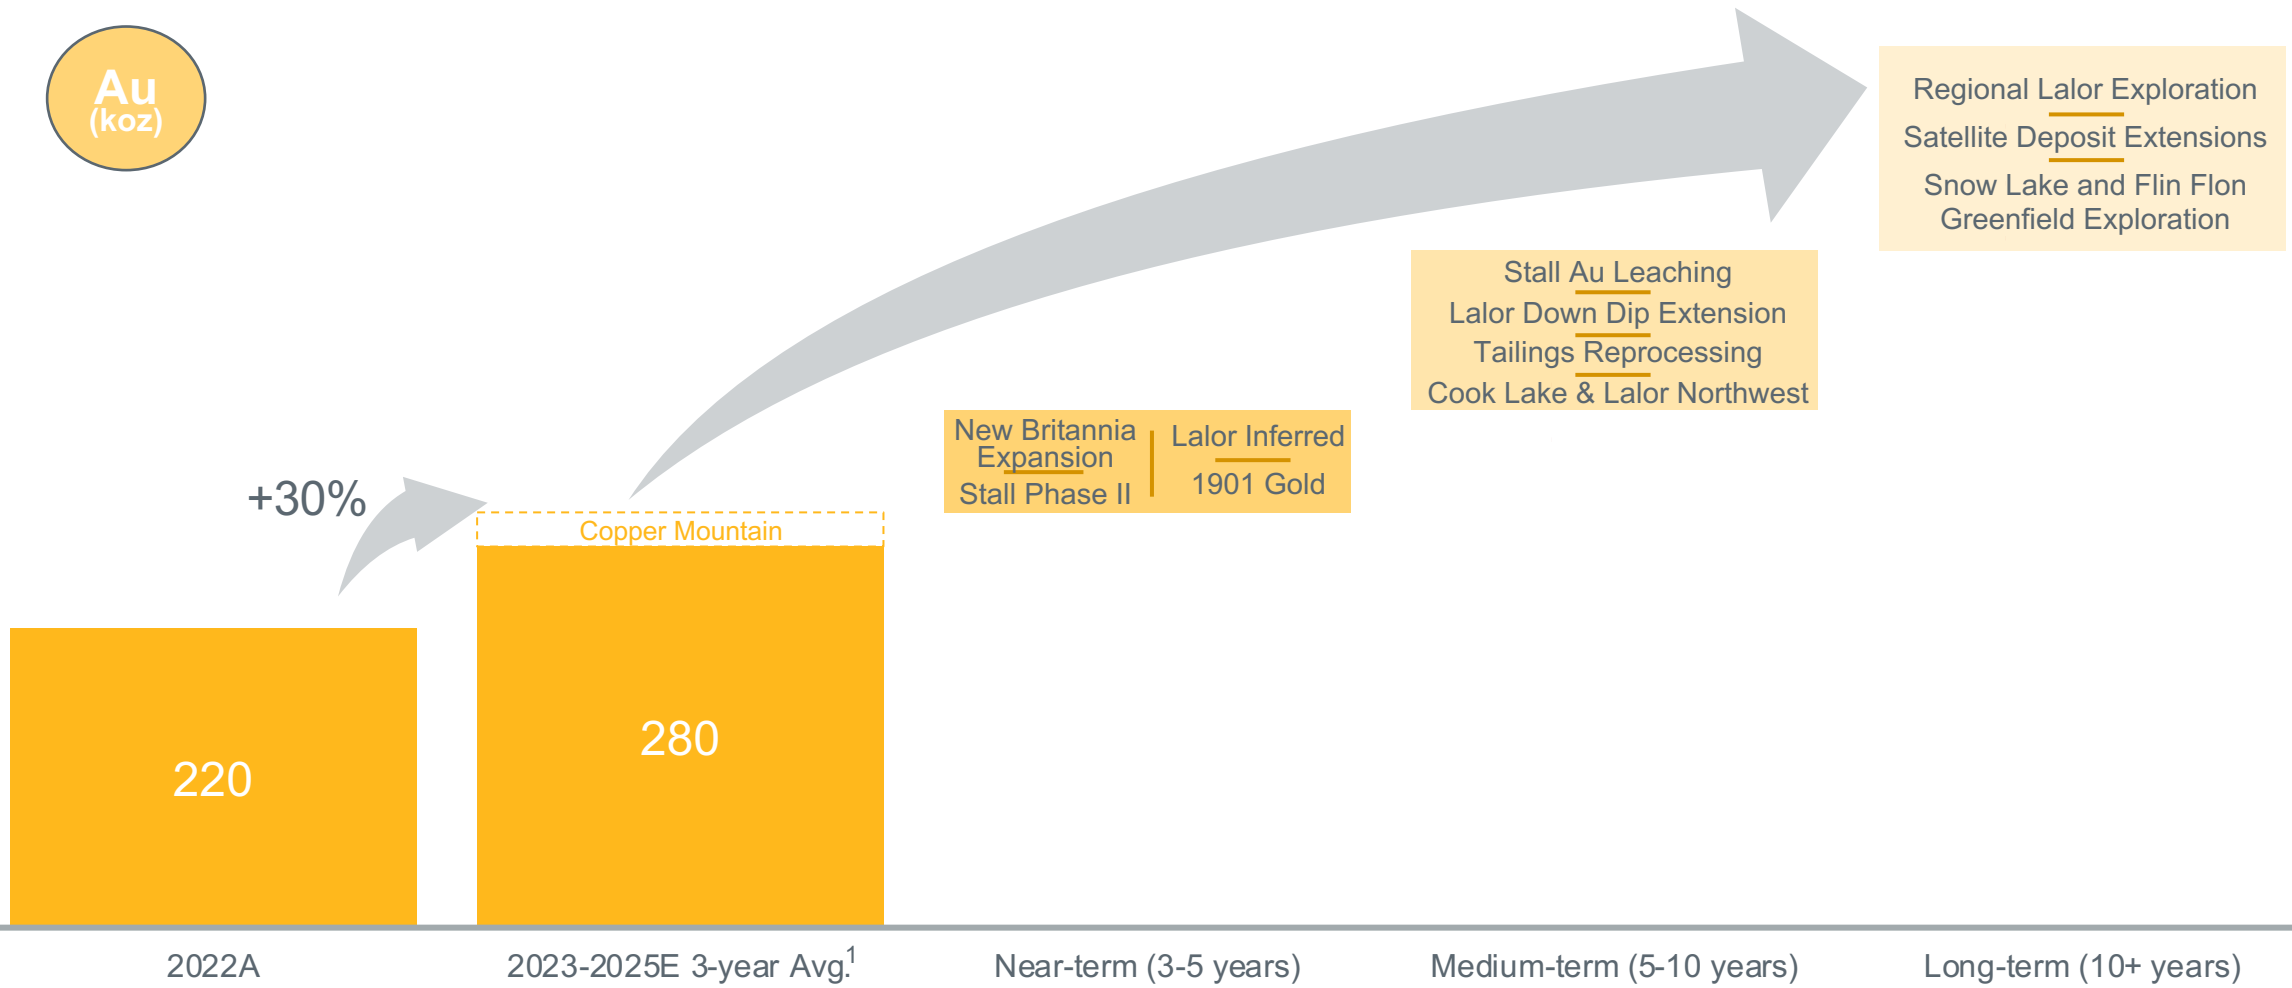 Au
(koz)
Regional Lalor Exploration
Satellite Deposit Extensions
Snow Lake and Flin Flon
Greenfield Exploration
Stall Au Leaching
Lalor Down Dip Extension
Tailings Reprocessing
Cook Lake & Lalor Northwest
New Britannia
Expansion
Stall Phase II
Lalor Inferred
1901 Gold
+30%
Copper Mountain
220
280
2022A
2023-2025E 3-year Avg.1
Near-term (3-5 years)
Medium-term (5-10 years)
Long-term (10+ years)